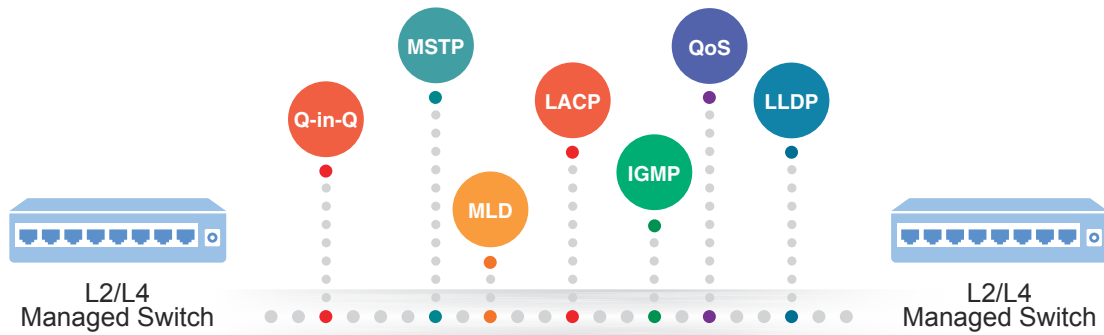 Q-in-Q
MSTP
MLD
LACP
IGMP
QoS
LLDP
L2/L4
Managed Switch
L2/L4
Managed Switch